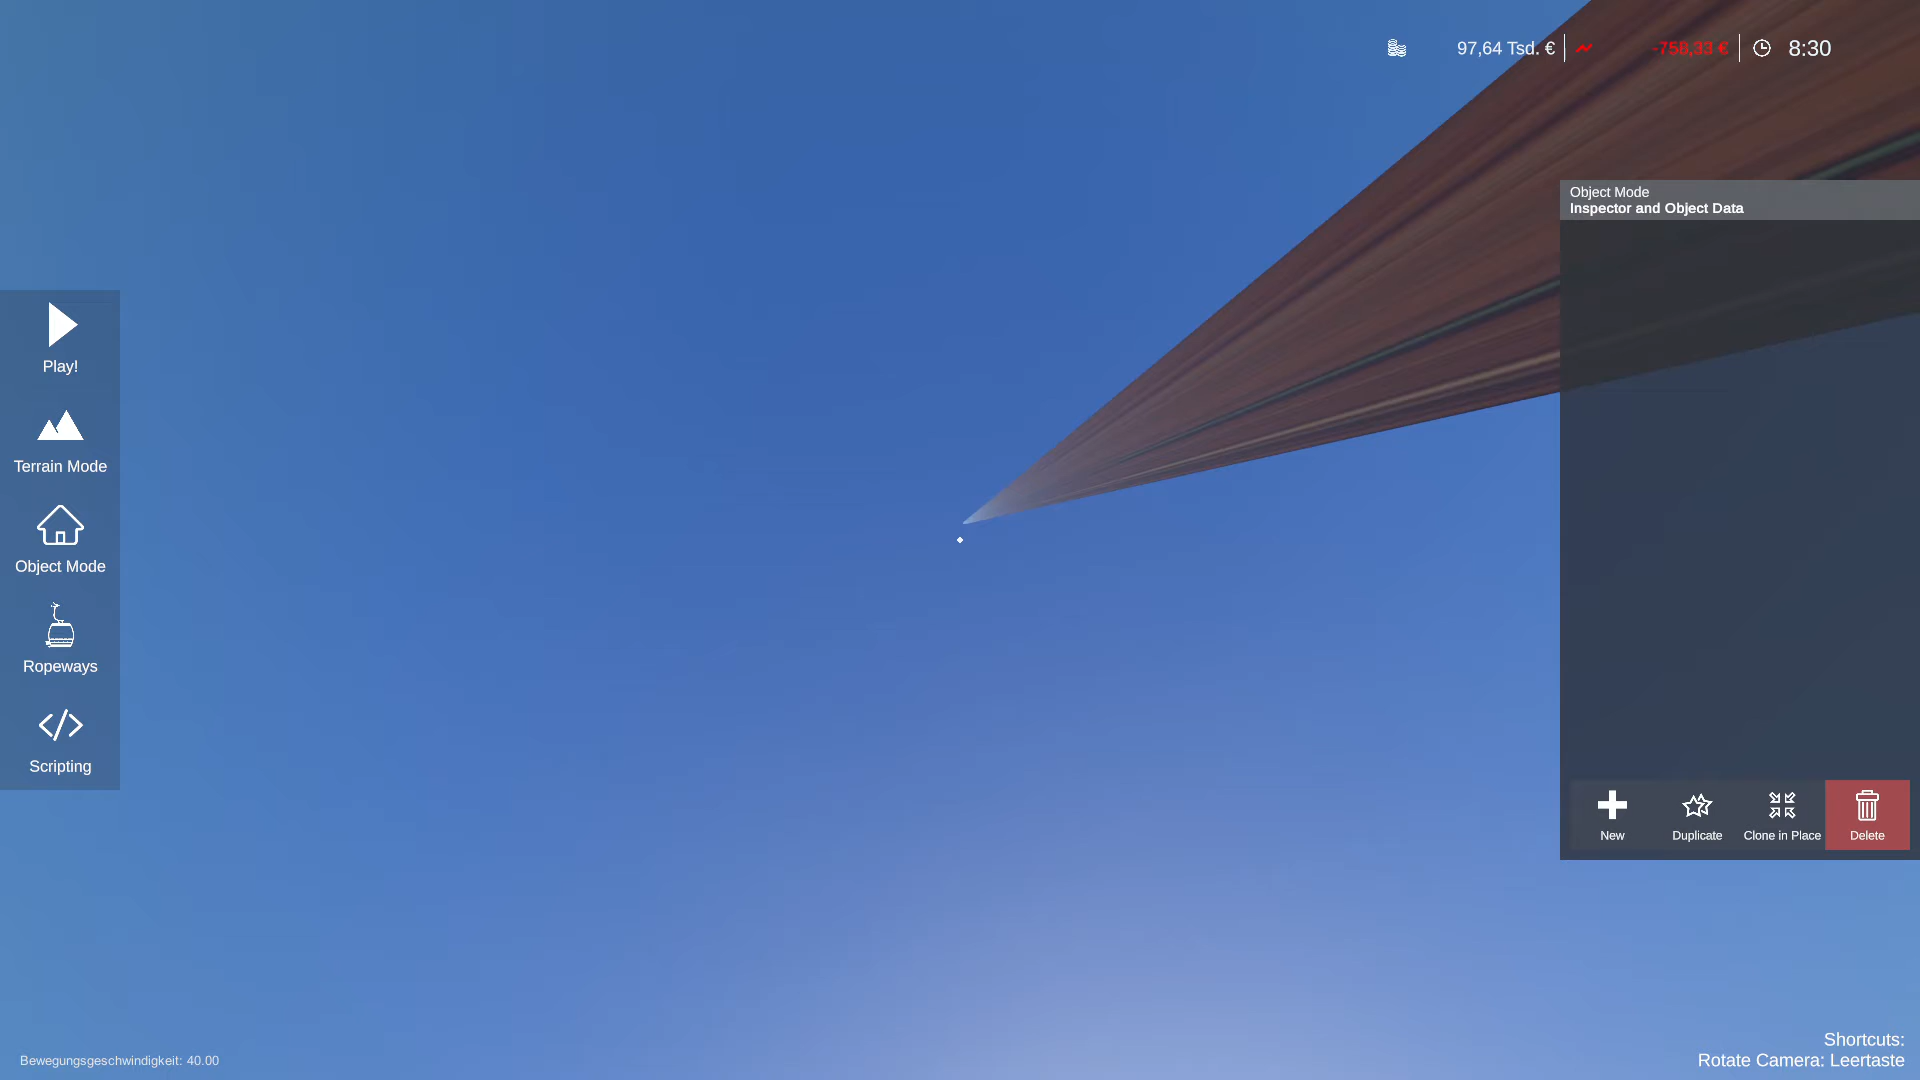 97,64 Tsd. €
-758,33 €
8:30
Object Mode
Inspector and Object Data
Play!
Terrain Mode
Object Mode
Ropeways
Scripting
New
Duplicate
Clone in Place
Delete
Shortcuts:
Rotate Camera: Leertaste
Bewegungsgeschwindigkeit: 40.00